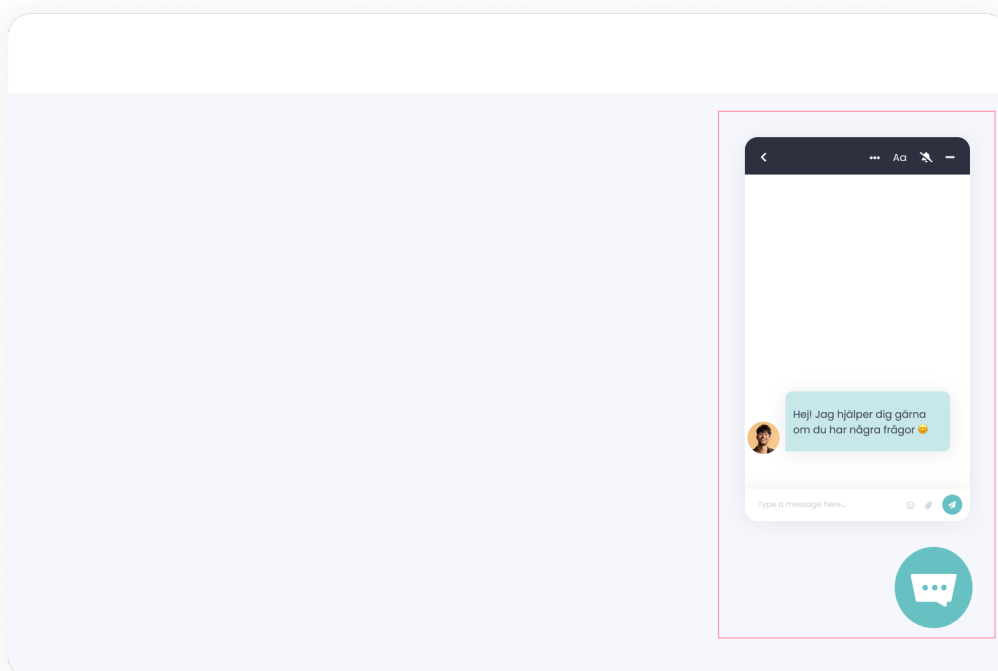 Aa
Hej! Jag hjälper dig gärna
om du har några frågor 😊
Type a message here...